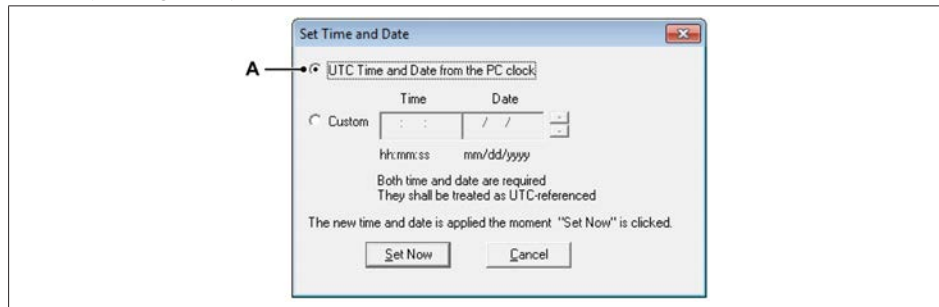 Set Time and Date
A
UTC Time and Date from the PC clock
Time Date
Custom : : / /
hh:mm:ss mm/dd/yyyy
Both time and date are required
They shall be treated as UTC-referenced
The new time and date is applied the moment "Set Now" is clicked.
Set Now Cancel